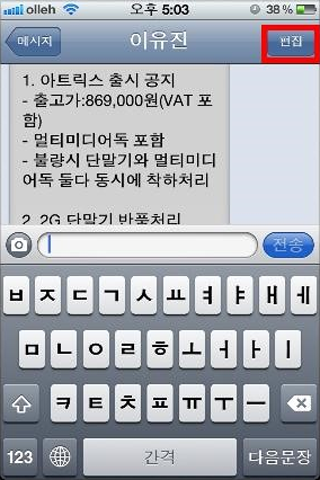 olleh 오후 5:03 38 %
메시지 이유진 편집
1. 아트릭스 출시 공지
- 출고가:869,000원(VAT 포
함)
- 멀티미디어독 포함
- 불량시 단말기와 멀티미디
어독 둘다 동시에 착하처리
2. 2G 단말기 반품처리
전송
ㅂ ㅈ ㄷ ㄱ ㅅ ㅛ ㅕ ㅑ ㅐ ㅔ
ㅁ ㄴ ㅇ ㄹ ㅎ ㅗ ㅓ ㅏ ㅣ
ㅋ ㅌ ㅊ ㅍ ㅠ ㅜ ㅡ
123 간격 다음문장